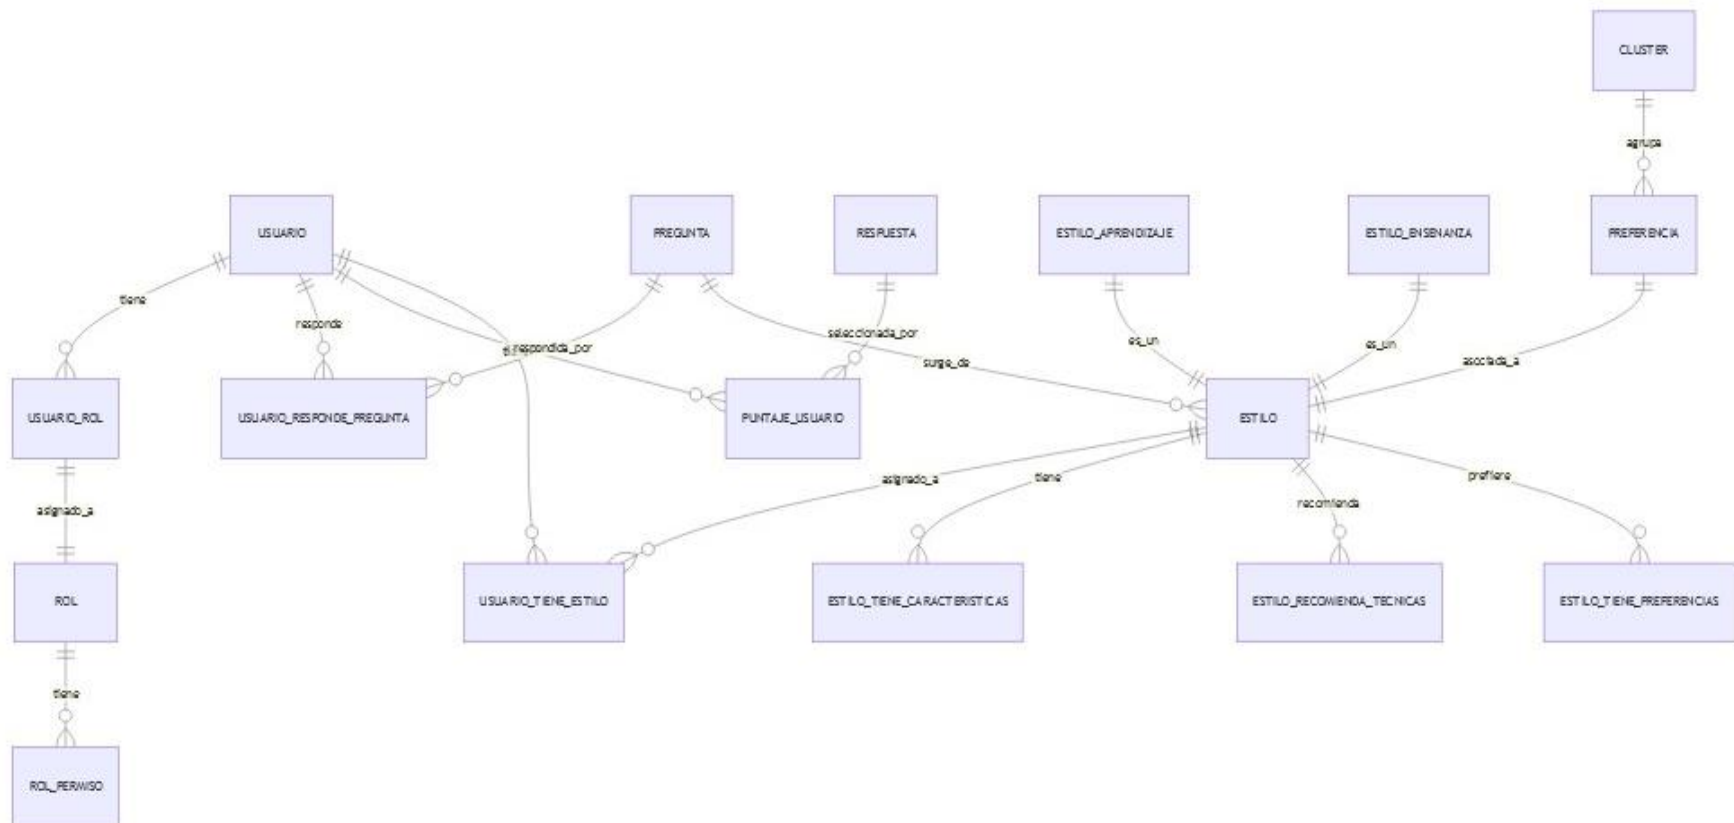 CLUSTER
agrupa
USUARIO
PREGUNTA
RESPUESTA
ESTILO_APRENDIZAJE
ESTILO_ENSENANZA
PREFERENCIA
tiene
responde
respondida_por
seleccionada_por
surge_de
es_un
es_un
asociada_a
USUARIO_ROL
USUARIO_RESPONDE_PREGUNTA
PUNTAJE_USUARIO
ESTILO
asignado_a
asignado_a
tiene
recomienda
prefiere
ROL
USUARIO_TIENE_ESTILO
ESTILO_TIENE_CARACTERISTICAS
ESTILO_RECOMIENDA_TECNICAS
ESTILO_TIENE_PREFERENCIAS
tiene
ROL_PERMISO